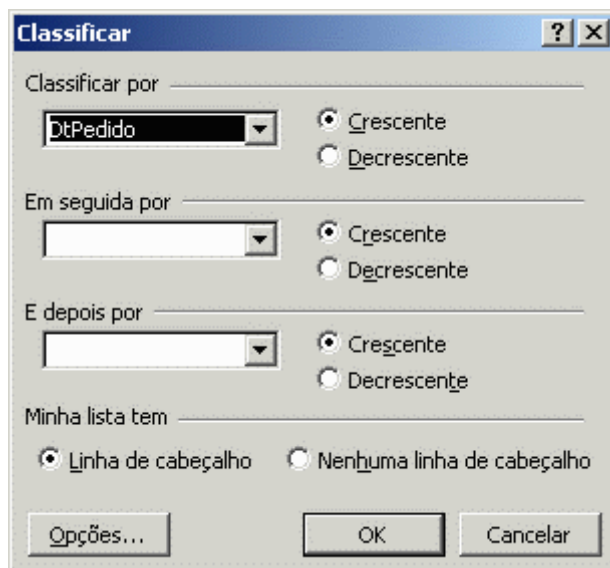 Classificar
Classificar por
DtPedido
Crescente
Decrescente
Em seguida por
Crescente
Decrescente
E depois por
Crescente
Decrescente
Minha lista tem
Linha de cabeçalho Nenhuma linha de cabeçalho
Opções... OK Cancelar